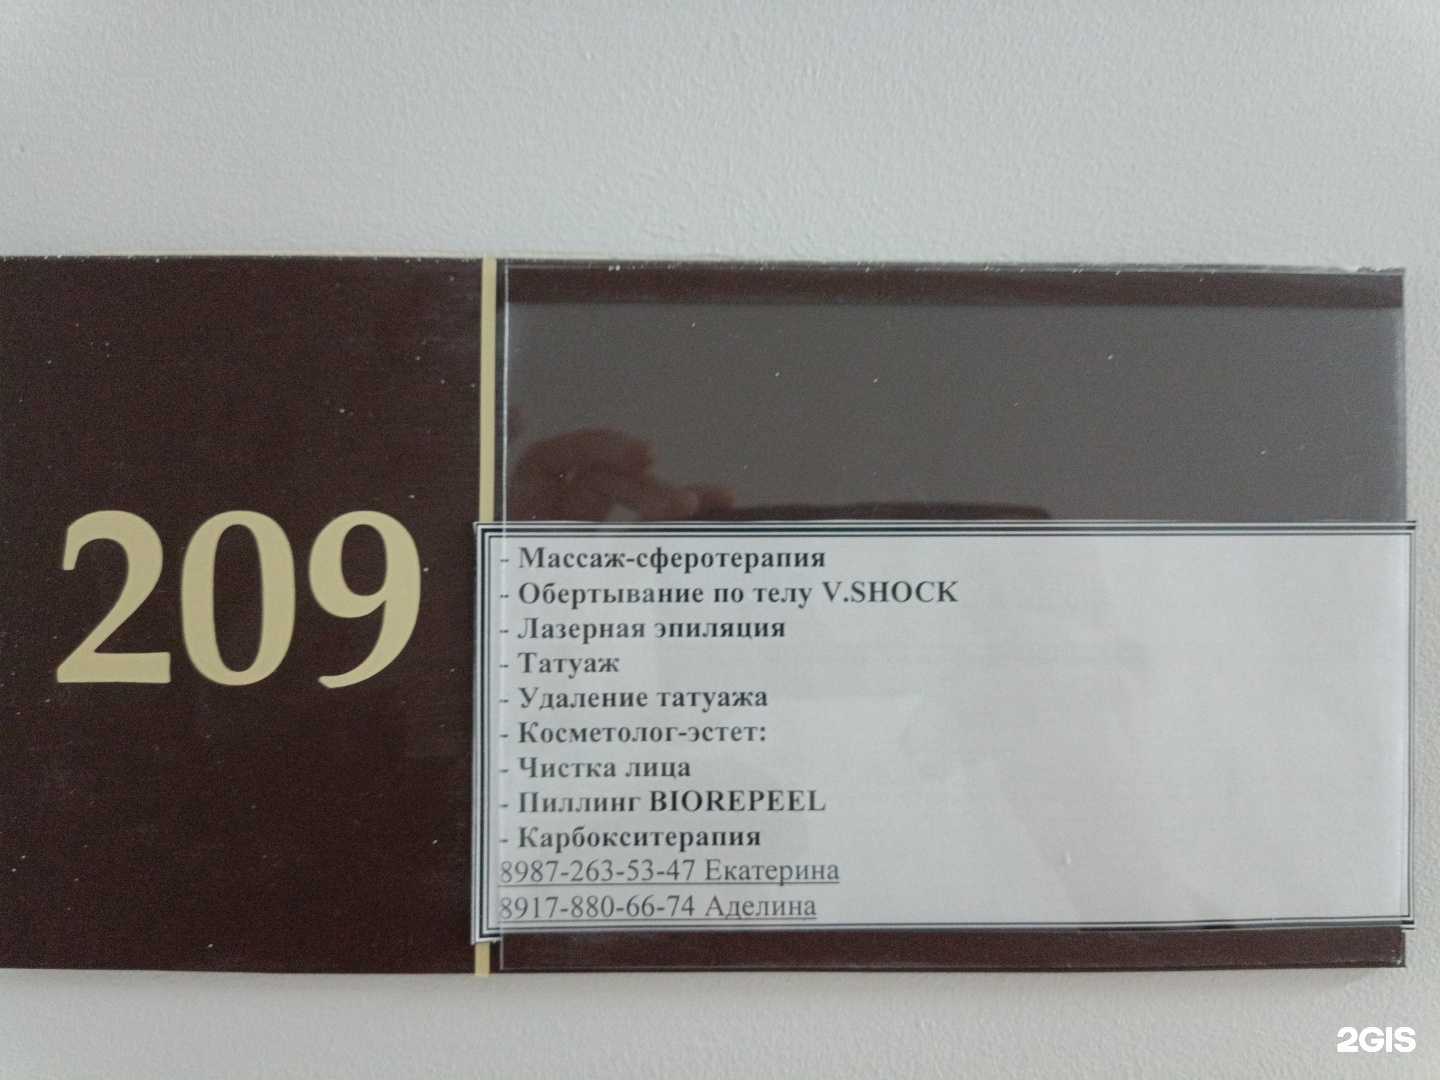 209
- Массаж-сферотерапия
- Обертывание по телу V.SHOCK
- Лазерная эпиляция
- Татуаж
- Удаление татуажа
- Косметолог-эстет:
- Чистка лица
- Пиллинг BIOREPEEL
- Карбокситерапия
8987-263-53-47 Екатерина
8917-880-66-74 Аделина
2GIS